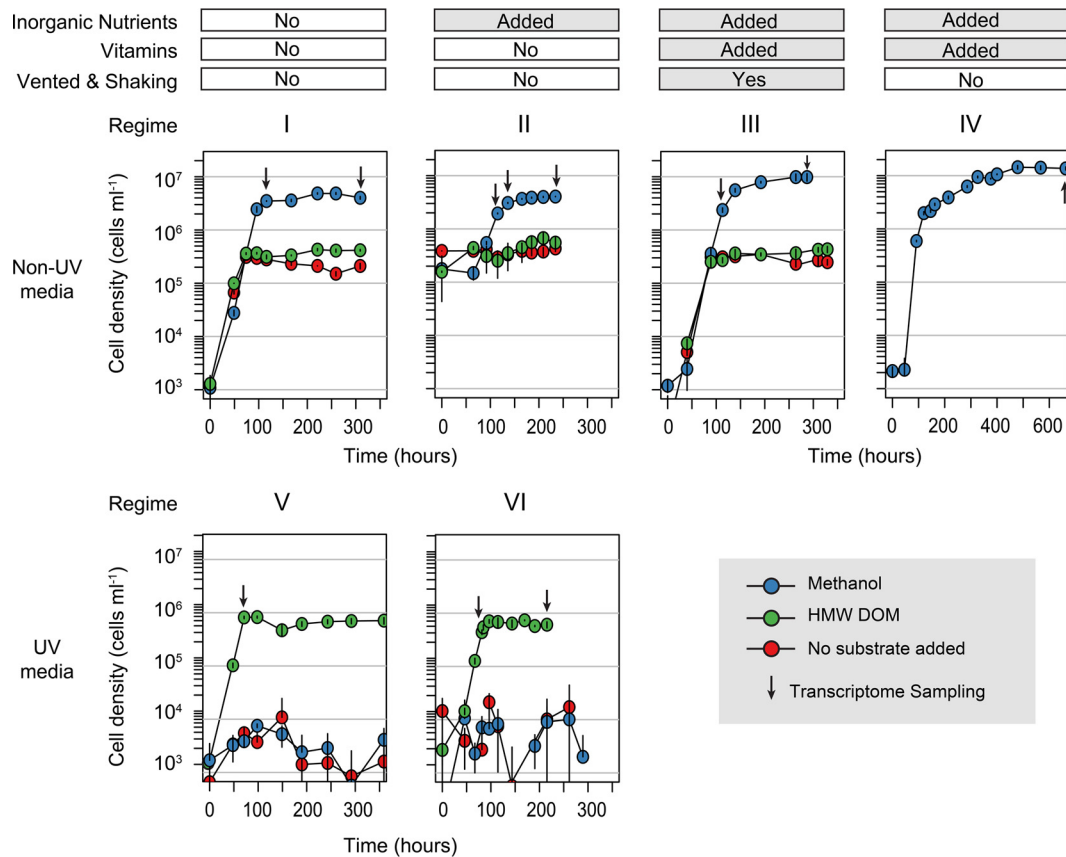 Inorganic Nutrients No Added Added Added
Vitamins No No Added Added
Vented & Shaking No No Yes No
Regime I II III IV
Non-UV media
Cell density (cells ml⁻¹)
10⁷
10⁶
10⁵
10⁴
10³
0 100 200 300 0 100 200 300 0 100 200 300 0 200 400 600
Time (hours) Time (hours)
Regime V VI
UV media
Cell density (cells ml⁻¹)
10⁷
10⁶
10⁵
10⁴
10³
0 100 200 300 0 100 200 300
Time (hours)
Methanol
HMW DOM
No substrate added
Transcriptome Sampling